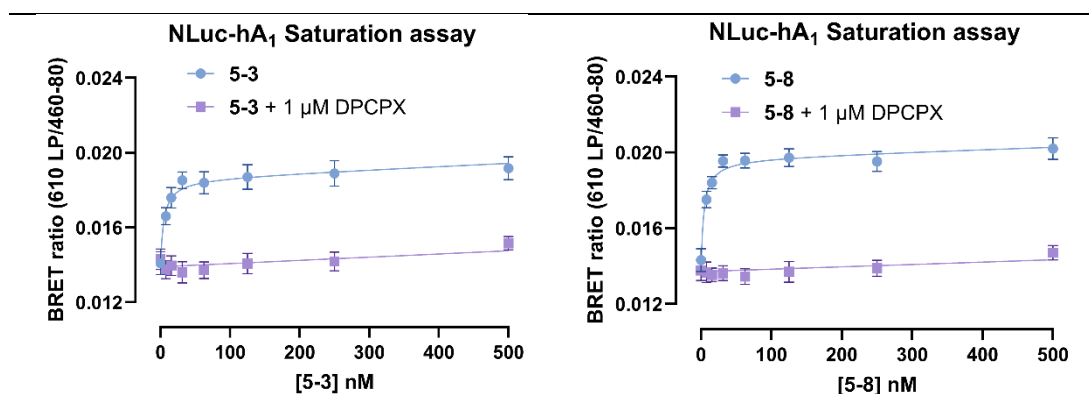 NLuc-hA₁ Saturation assay
5-3
5-3 + 1 µM DPCPX
BRET ratio (610 LP/460-80)
0.024
0.020
0.016
0.012
0
100
200
300
400
500
[5-3] nM
NLuc-hA₁ Saturation assay
5-8
5-8 + 1 µM DPCPX
BRET ratio (610 LP/460-80)
0.024
0.020
0.016
0.012
0
100
200
300
400
500
[5-8] nM